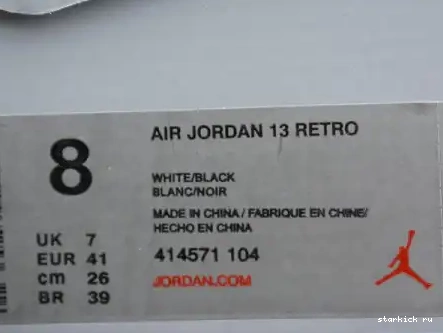 8
AIR JORDAN 13 RETRO
WHITE/BLACK
BLANC/NOIR
MADE IN CHINA / FABRIQUE EN CHINE/
HECHO EN CHINA
UK 7
EUR 41
cm 26
BR 39
414571 104
JORDAN.COM
starkick ru